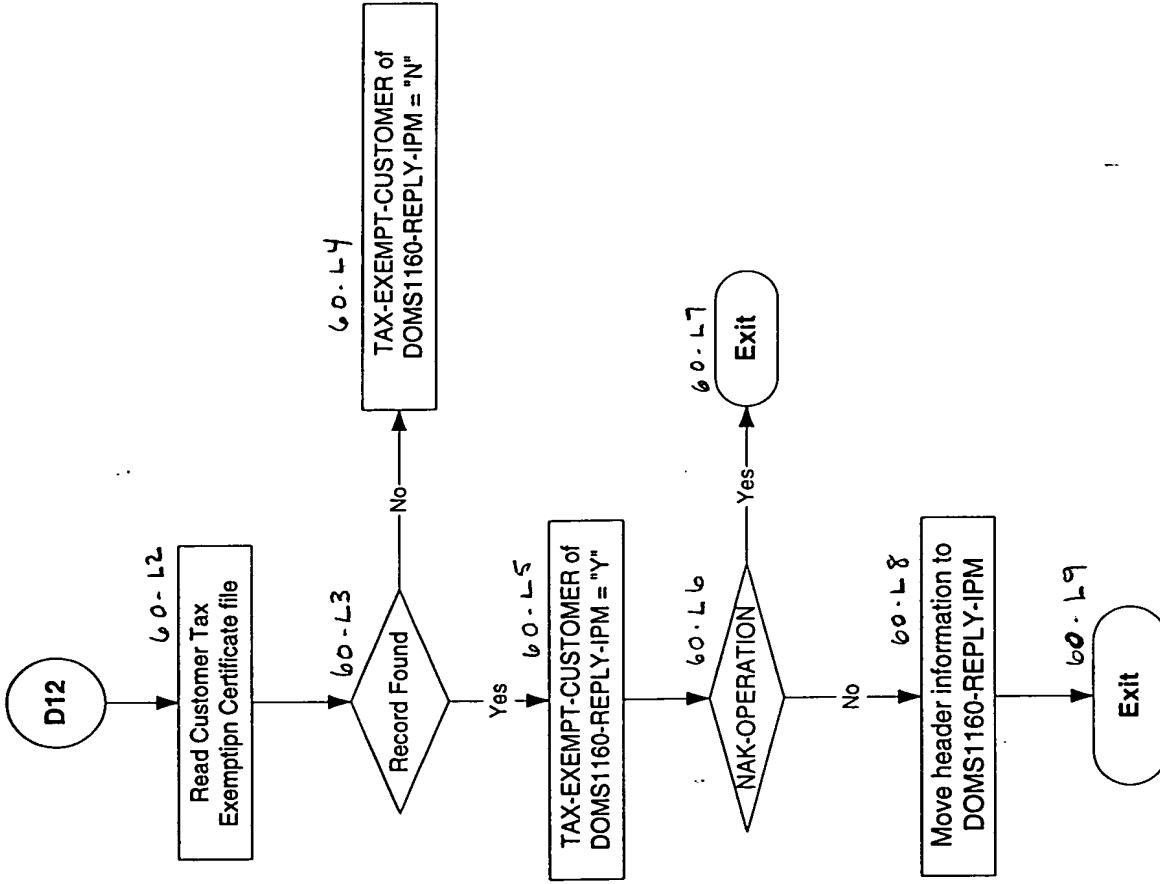 D12
60-L2
Read Customer Tax
Exemptipn Certificate file
60-L3
Record Found
No
60-L4
TAX-EXEMPT-CUSTOMER of
DOMS1160-REPLY-IPM = "N"
Yes
60-L5
TAX-EXEMPT-CUSTOMER of
DOMS1160-REPLY-IPM = "Y"
60-L6
NAK-OPERATION
Yes
60-L7
Exit
No
60-L8
Move header information to
DOMS1160-REPLY-IPM
60-L9
Exit